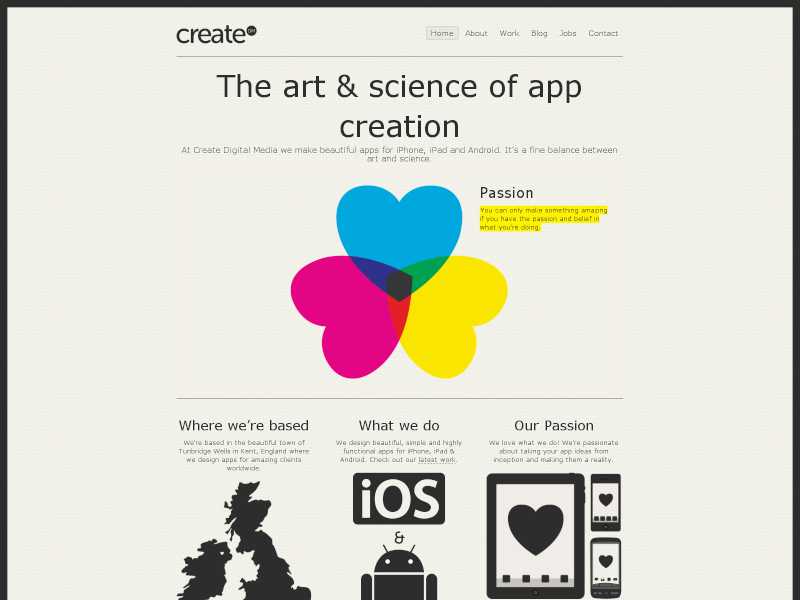 create
Home About Work Blog Jobs Contact
The art & science of app
creation
At Create Digital Media we make beautiful apps for iPhone, iPad and Android. It's a fine balance between
art and science.
Passion
You can only make something amazing
if you have the passion and belief in
what you're doing.
Where we're based
We're based in the beautiful town of
Tunbridge Wells in Kent, England where
we design apps for amazing clients
worldwide.
What we do
We design beautiful, simple and highly
functional apps for iPhone, iPad &
Android. Check out our latest work.
Our Passion
We love what we do! We're passionate
about taking your app ideas from
inception and making them a reality.
iOS
&